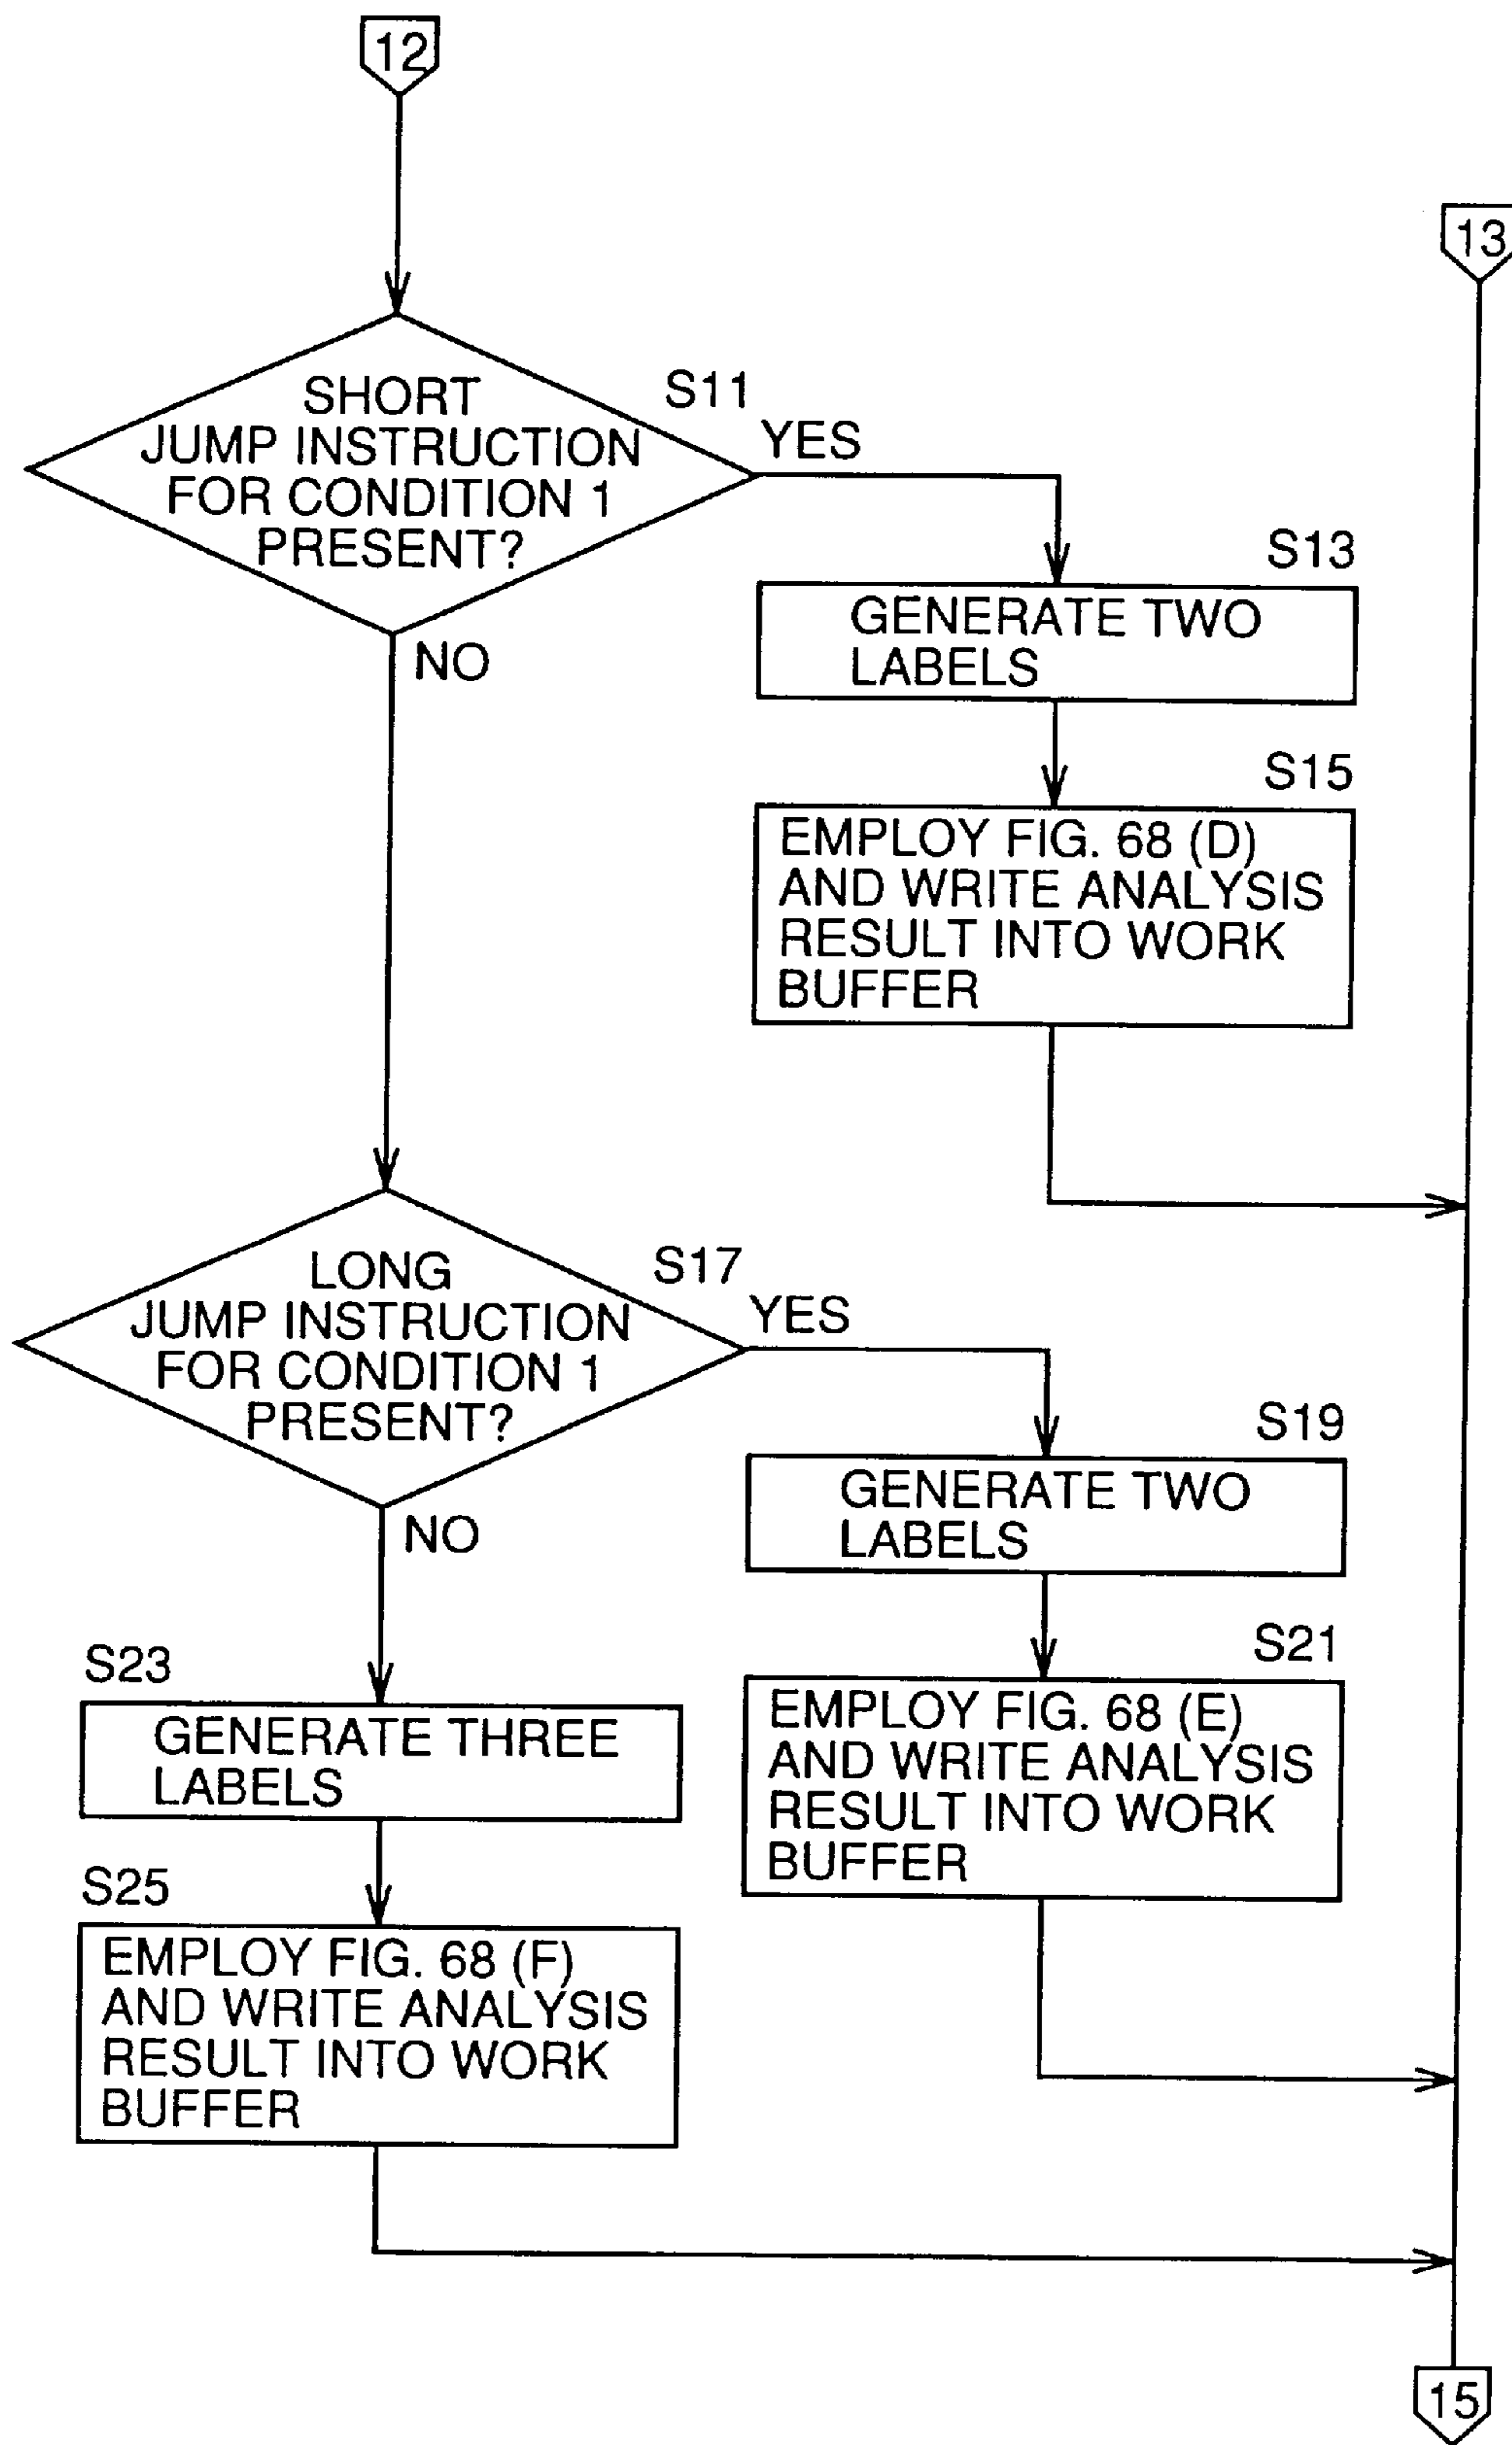 12
13
SHORT
JUMP INSTRUCTION
FOR CONDITION 1
PRESENT?
S11
YES
NO
S13
GENERATE TWO
LABELS
S15
EMPLOY FIG. 68 (D)
AND WRITE ANALYSIS
RESULT INTO WORK
BUFFER
LONG
JUMP INSTRUCTION
FOR CONDITION 1
PRESENT?
S17
YES
NO
S19
GENERATE TWO
LABELS
S21
EMPLOY FIG. 68 (E)
AND WRITE ANALYSIS
RESULT INTO WORK
BUFFER
S23
GENERATE THREE
LABELS
S25
EMPLOY FIG. 68 (F)
AND WRITE ANALYSIS
RESULT INTO WORK
BUFFER
15